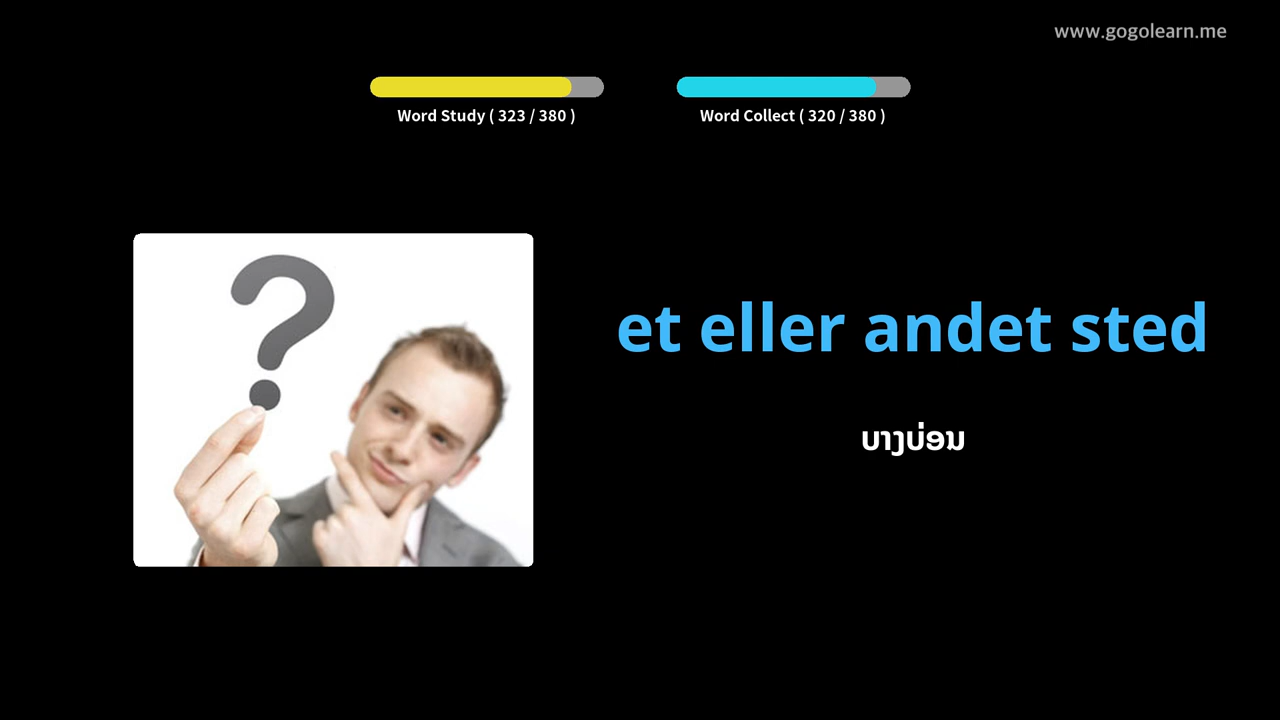 www.gogolearn.me
Word Study ( 323 / 380 )
Word Collect ( 320 / 380 )
et eller andet sted
ບາງບ່ອນ